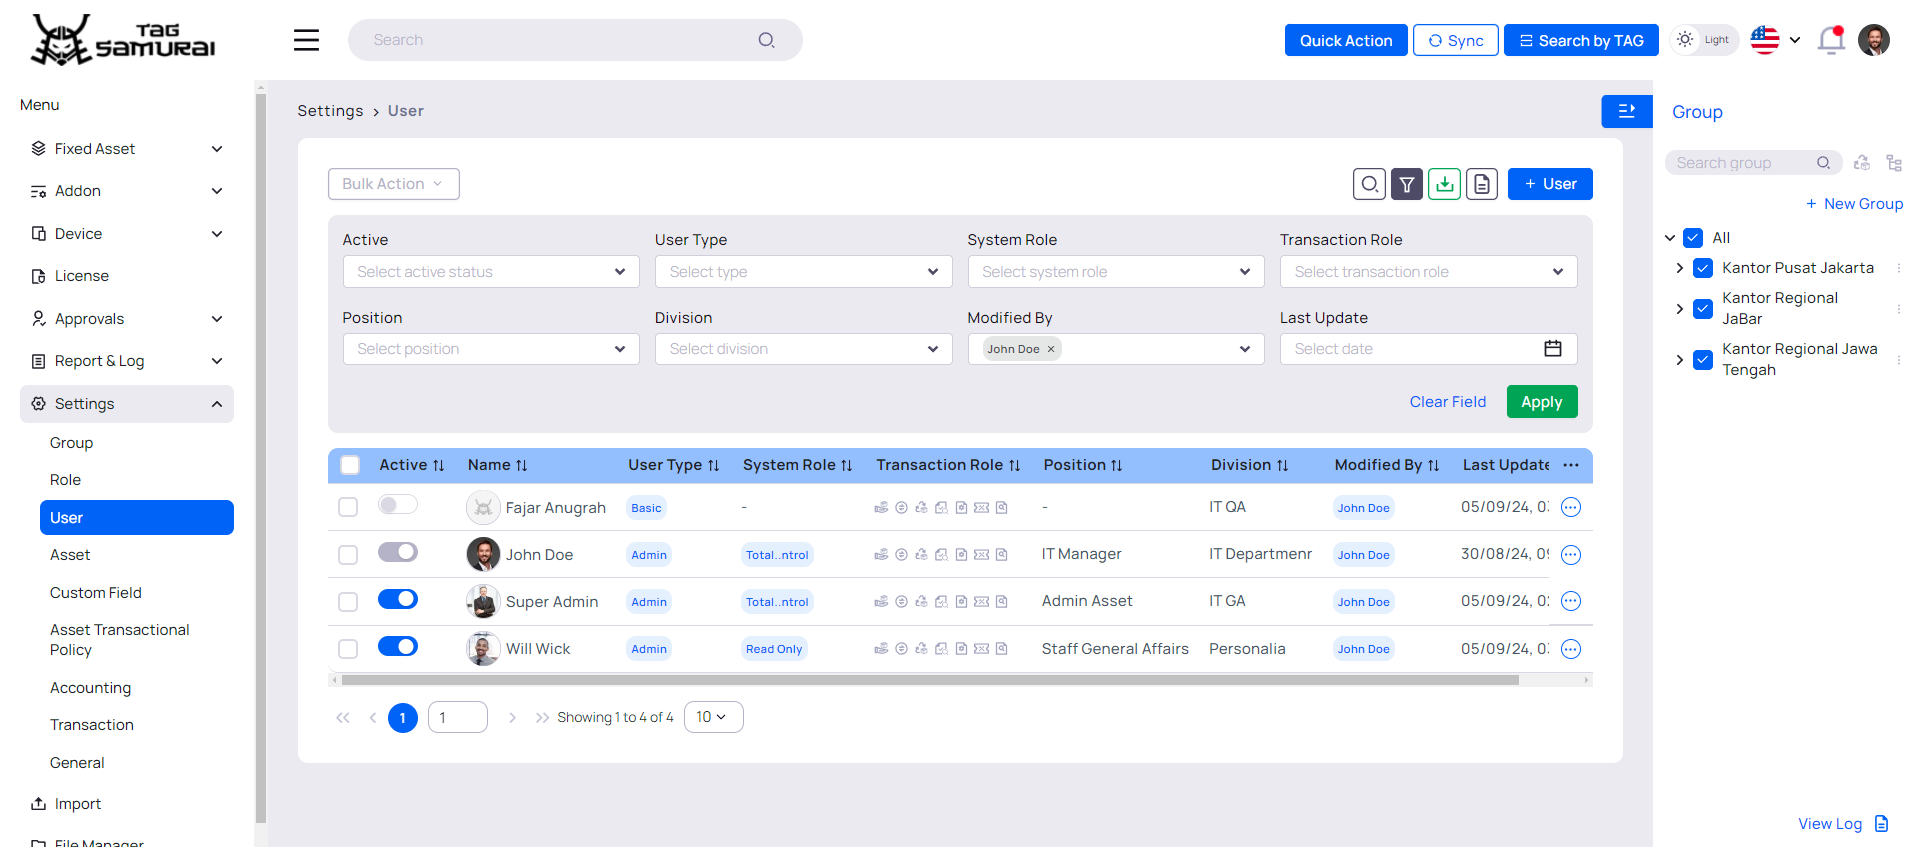 TAG
SAMURAI
Search
Quick Action
Sync
Search by TAG
Light
Menu
Fixed Asset
Addon
Device
License
Approvals
Report & Log
Settings
Group
Role
User
Asset
Custom Field
Asset Transactional
Policy
Accounting
Transaction
General
Import
File Manager
Settings > User
Bulk Action
+ User
Active
User Type
System Role
Transaction Role
Select active status
Select type
Select system role
Select transaction role
Position
Division
Modified By
Last Update
Select position
Select division
John Doe ×
Select date
Clear Field
Apply
Active Name User Type System Role Transaction Role Position Division Modified By Last Update ...
Fajar Anugrah Basic - - IT QA John Doe 05/09/24, 0
John Doe Admin Total..ntrol IT Manager IT Departmenr John Doe 30/08/24, 0
Super Admin Admin Total..ntrol Admin Asset IT GA John Doe 05/09/24, 0
Will Wick Admin Read Only Staff General Affairs Personalia John Doe 05/09/24, 0
1
1
Showing 1 to 4 of 4
10
Group
Search group
+ New Group
All
Kantor Pusat Jakarta
Kantor Regional
JaBar
Kantor Regional Jawa
Tengah
View Log